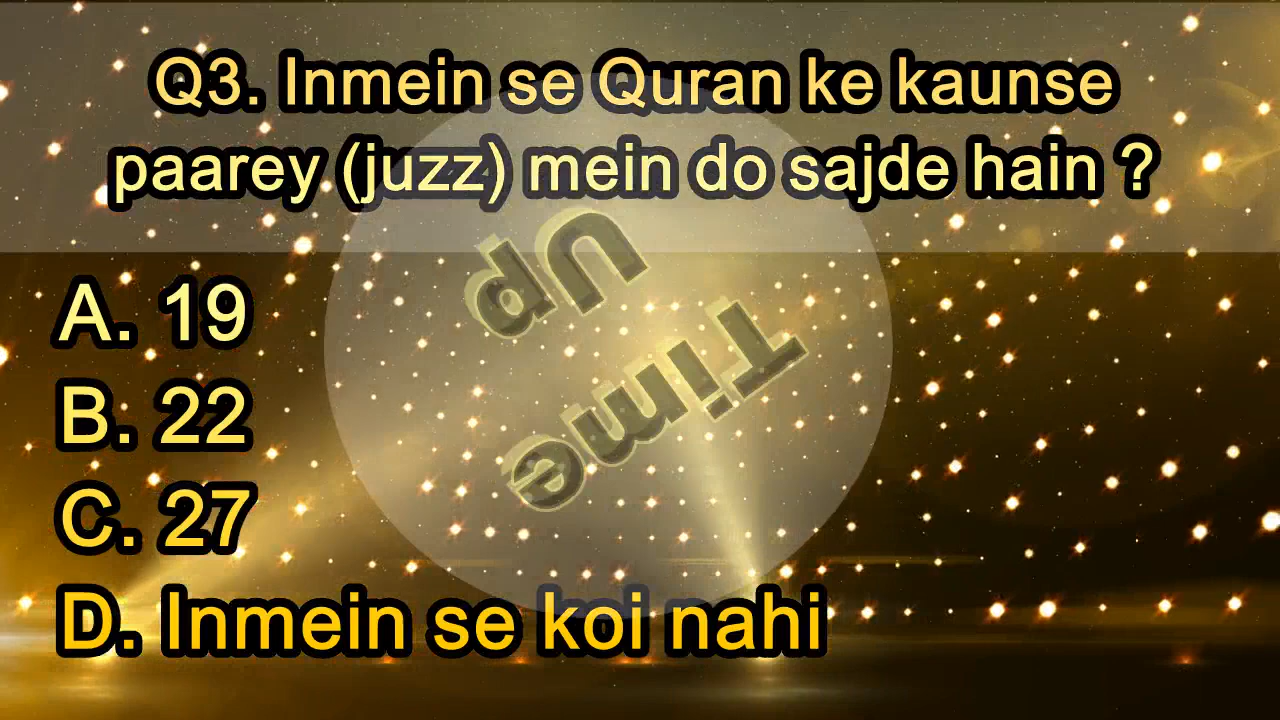 Q3. Inmein se Quran ke kaunse
paarey (juzz) mein do sajde hain ?
A. 19
B. 22
C. 27
D. Inmein se koi nahi
Time
Up